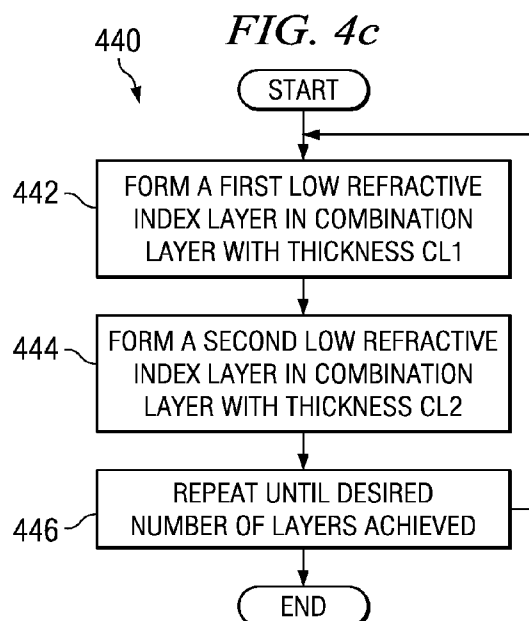 FIG. 4c
440
START
442
FORM A FIRST LOW REFRACTIVE
INDEX LAYER IN COMBINATION
LAYER WITH THICKNESS CL1
444
FORM A SECOND LOW REFRACTIVE
INDEX LAYER IN COMBINATION
LAYER WITH THICKNESS CL2
446
REPEAT UNTIL DESIRED
NUMBER OF LAYERS ACHIEVED
END